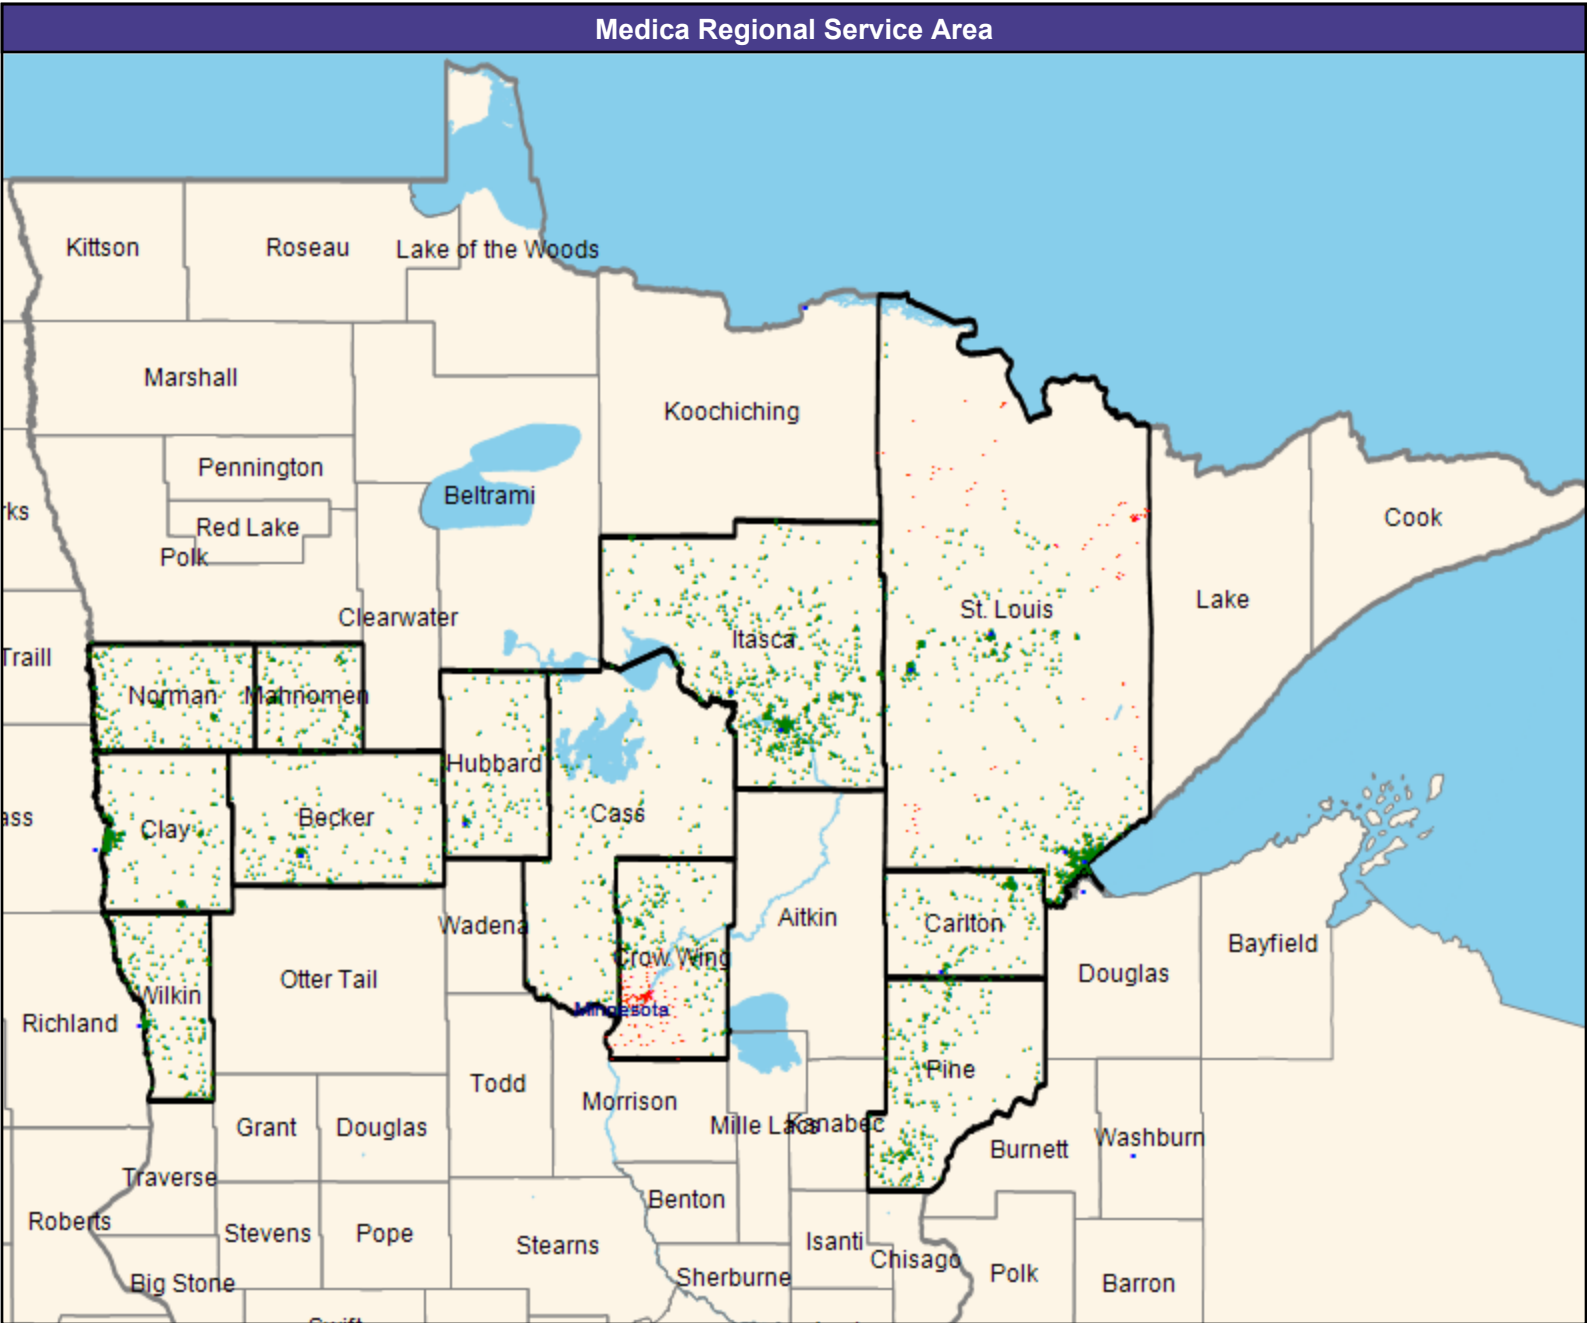 Medica Regional Service Area
Kittson
Roseau
Lake of the Woods
Marshall
Koochiching
Pennington
Beltrami
rks
Red Lake
Cook
Polk
Lake
St. Louis
Clearwater
Itasca
Traill
Norman
Mahnomen
Hubbard
Cass
ass
Clay
Becker
Wadena
Aitkin
Carlton
Bayfield
Crow Wing
Douglas
Otter Tail
Wilkin
Minnesota
Richland
Pine
Todd
Morrison
Grant
Douglas
Mille Lacs
Kanabec
Burnett
Washburn
Traverse
Benton
Roberts
Stevens
Pope
Stearns
Isanti
Chisago
Sherburne
Polk
Barron
Big Stone
Swift